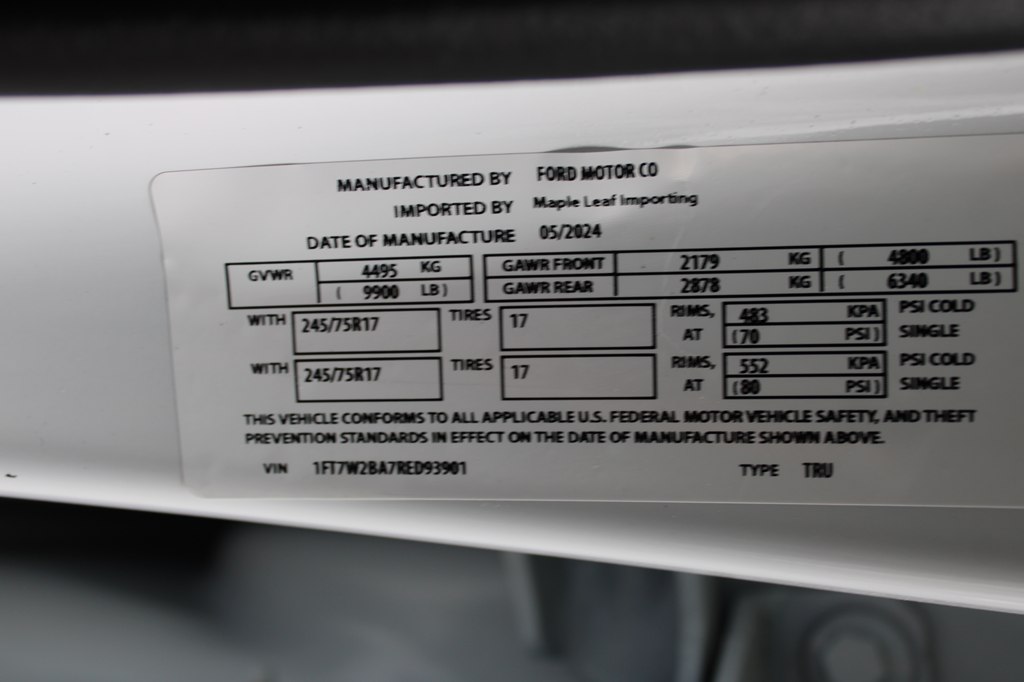 MANUFACTURED BY FORD MOTOR CO
IMPORTED BY Maple Leaf Importing
DATE OF MANUFACTURE 05/2024
GVWR 4495 KG GAWR FRONT 2179 KG ( 4800 LB )
( 9900 LB ) GAWR REAR 2878 KG ( 6340 LB )
WITH 245/75R17 TIRES 17 RIMS, 483 KPA PSI COLD
AT (70 PSI) SINGLE
WITH 245/75R17 TIRES 17 RIMS, 552 KPA PSI COLD
AT (80 PSI) SINGLE
THIS VEHICLE CONFORMS TO ALL APPLICABLE U.S. FEDERAL MOTOR VEHICLE SAFETY, AND THEFT
PREVENTION STANDARDS IN EFFECT ON THE DATE OF MANUFACTURE SHOWN ABOVE.
VIN 1FT7W2BA7RED93901 TYPE TRU